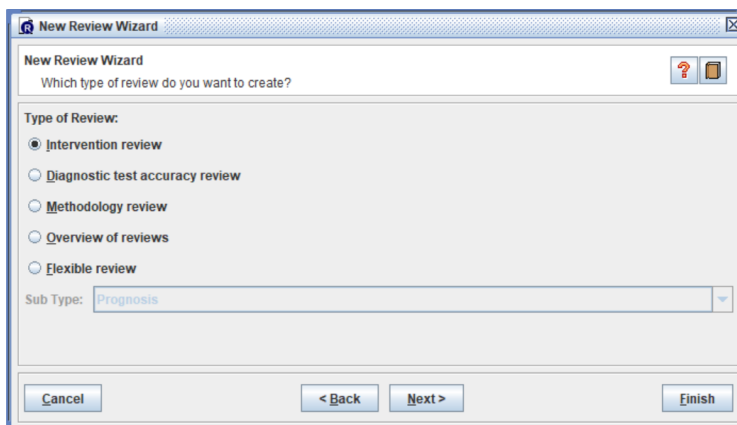 New Review Wizard
New Review Wizard
Which type of review do you want to create?
Type of Review:
Intervention review
Diagnostic test accuracy review
Methodology review
Overview of reviews
Flexible review
Sub Type: Prognosis
Cancel < Back Next > Finish